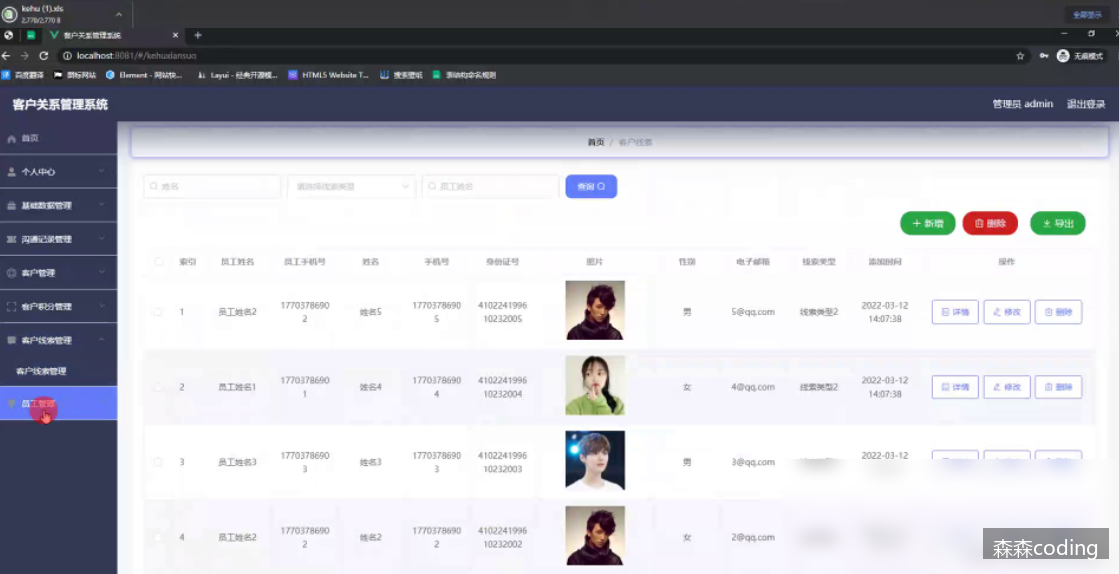 kehu (1).xls
2,770/2,770 B
全部显示
客户关系管理系统
localhost:8081/#/kehuxiansuo
无痕模式
百度翻译
图标网站
Element - 网站快...
Layui - 经典开源模...
HTML5 Website T...
搜索壁纸
表结构命名规则
客户关系管理系统
管理员 admin
退出登录
首页
个人中心
基础数据管理
沟通记录管理
客户管理
客户积分管理
客户线索管理
客户线索管理
员工管理
首页 / 客户线索
姓名
请选择线索类型
员工姓名
查询
+ 新增
删除
导出
索引 员工姓名 员工手机号 姓名 手机号 身份证号 照片 性别 电子邮箱 线索类型 添加时间 操作
1 员工姓名2 17703786902 姓名5 17703786905 410224199610232005 男 5@qq.com 线索类型2 2022-03-12 14:07:38 详情 修改 删除
2 员工姓名1 17703786901 姓名4 17703786904 410224199610232004 女 4@qq.com 线索类型2 2022-03-12 14:07:38 详情 修改 删除
3 员工姓名3 17703786903 姓名3 17703786903 410224199610232003 男 3@qq.com 2022-03-12
4 员工姓名2 17703786902 姓名2 17703786902 410224199610232002 女 2@qq.com
森森coding